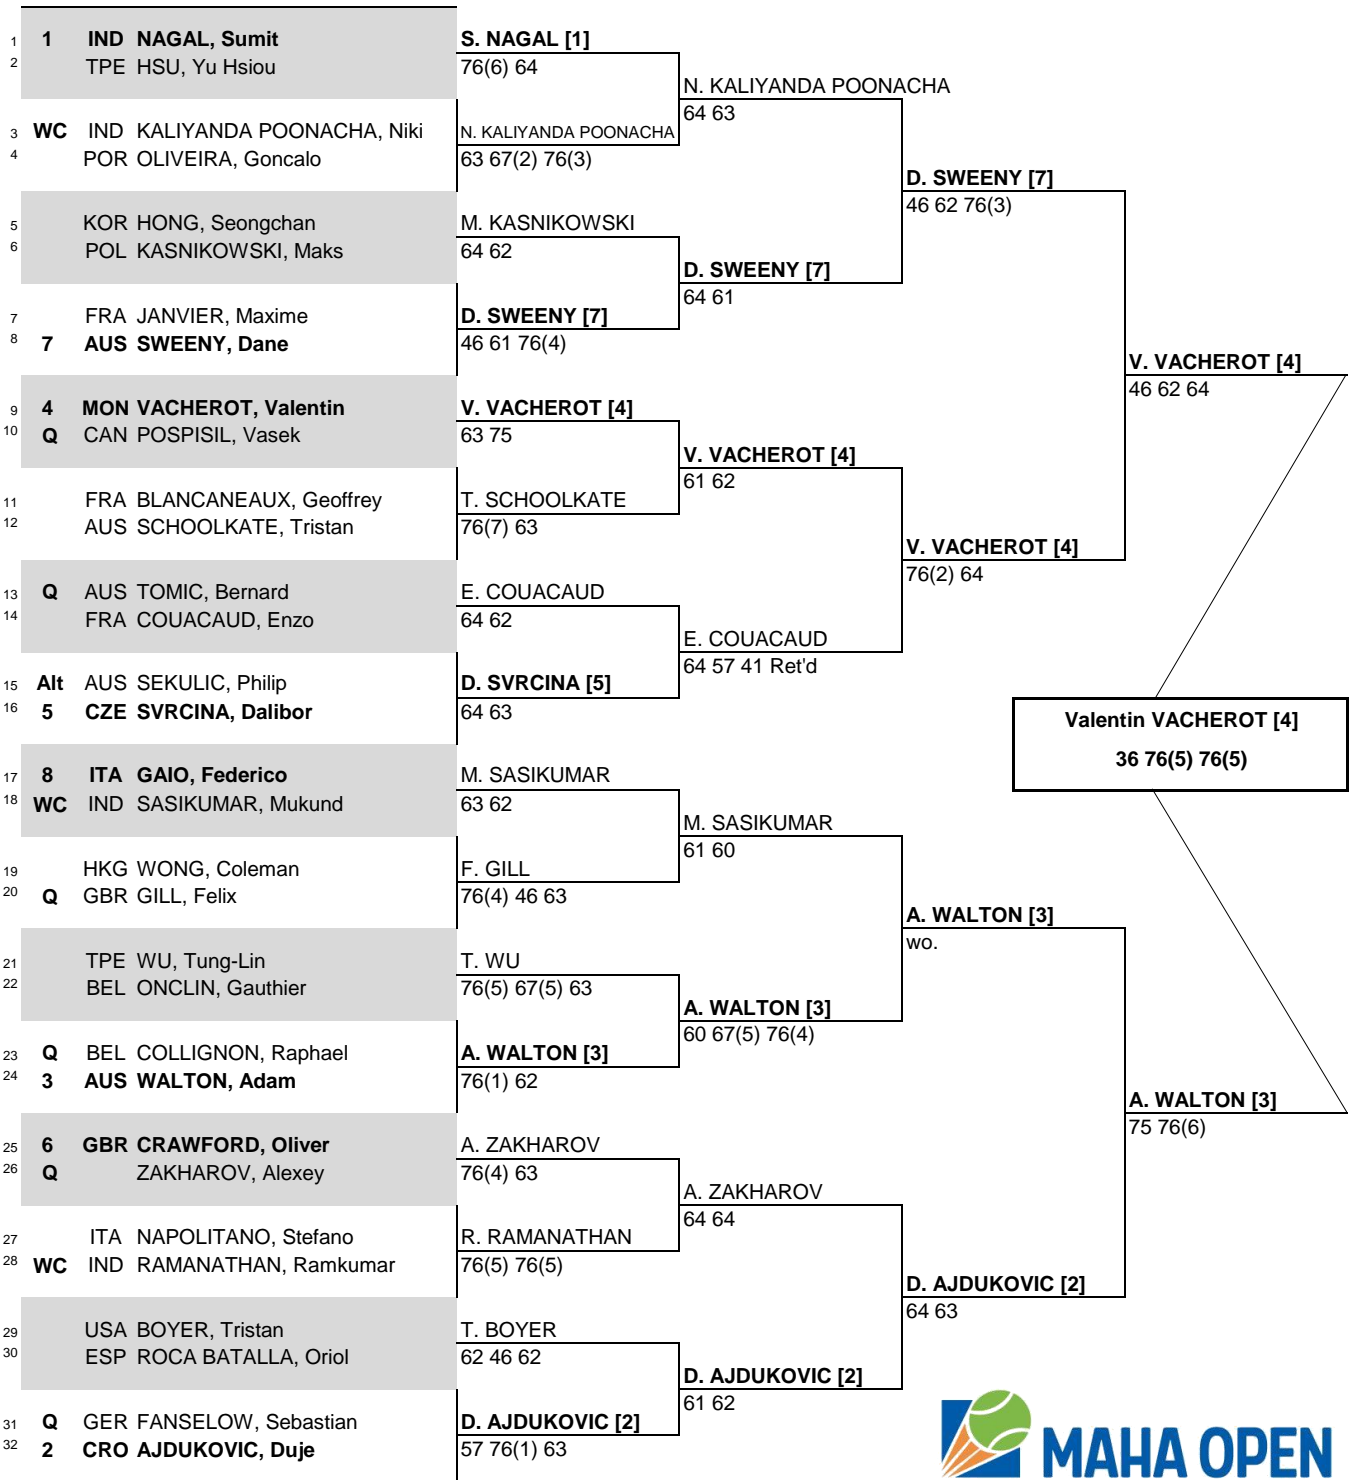 1 1 IND NAGAL, Sumit
2 TPE HSU, Yu Hsiou
3 WC IND KALIYANDA POONACHA, Niki
4 POR OLIVEIRA, Goncalo
5 KOR HONG, Seongchan
6 POL KASNIKOWSKI, Maks
7 FRA JANVIER, Maxime
8 7 AUS SWEENY, Dane
9 4 MON VACHEROT, Valentin
10 Q CAN POSPISIL, Vasek
11 FRA BLANCANEAUX, Geoffrey
12 AUS SCHOOLKATE, Tristan
13 Q AUS TOMIC, Bernard
14 FRA COUACAUD, Enzo
15 Alt AUS SEKULIC, Philip
16 5 CZE SVRCINA, Dalibor
17 8 ITA GAIO, Federico
18 WC IND SASIKUMAR, Mukund
19 HKG WONG, Coleman
20 Q GBR GILL, Felix
21 TPE WU, Tung-Lin
22 BEL ONCLIN, Gauthier
23 Q BEL COLLIGNON, Raphael
24 3 AUS WALTON, Adam
25 6 GBR CRAWFORD, Oliver
26 Q ZAKHAROV, Alexey
27 ITA NAPOLITANO, Stefano
28 WC IND RAMANATHAN, Ramkumar
29 USA BOYER, Tristan
30 ESP ROCA BATALLA, Oriol
31 Q GER FANSELOW, Sebastian
32 2 CRO AJDUKOVIC, Duje
S. NAGAL [1]
76(6) 64
N. KALIYANDA POONACHA
63 67(2) 76(3)
M. KASNIKOWSKI
64 62
D. SWEENY [7]
46 61 76(4)
V. VACHEROT [4]
63 75
T. SCHOOLKATE
76(7) 63
E. COUACAUD
64 62
D. SVRCINA [5]
64 63
M. SASIKUMAR
63 62
F. GILL
76(4) 46 63
T. WU
76(5) 67(5) 63
A. WALTON [3]
76(1) 62
A. ZAKHAROV
76(4) 63
R. RAMANATHAN
76(5) 76(5)
T. BOYER
62 46 62
D. AJDUKOVIC [2]
57 76(1) 63
N. KALIYANDA POONACHA
64 63
D. SWEENY [7]
64 61
V. VACHEROT [4]
61 62
E. COUACAUD
64 57 41 Ret'd
M. SASIKUMAR
61 60
A. WALTON [3]
60 67(5) 76(4)
A. ZAKHAROV
64 64
D. AJDUKOVIC [2]
61 62
D. SWEENY [7]
46 62 76(3)
V. VACHEROT [4]
76(2) 64
A. WALTON [3]
wo.
D. AJDUKOVIC [2]
64 63
V. VACHEROT [4]
46 62 64
A. WALTON [3]
75 76(6)
Valentin VACHEROT [4]
36 76(5) 76(5)
MAHA OPEN